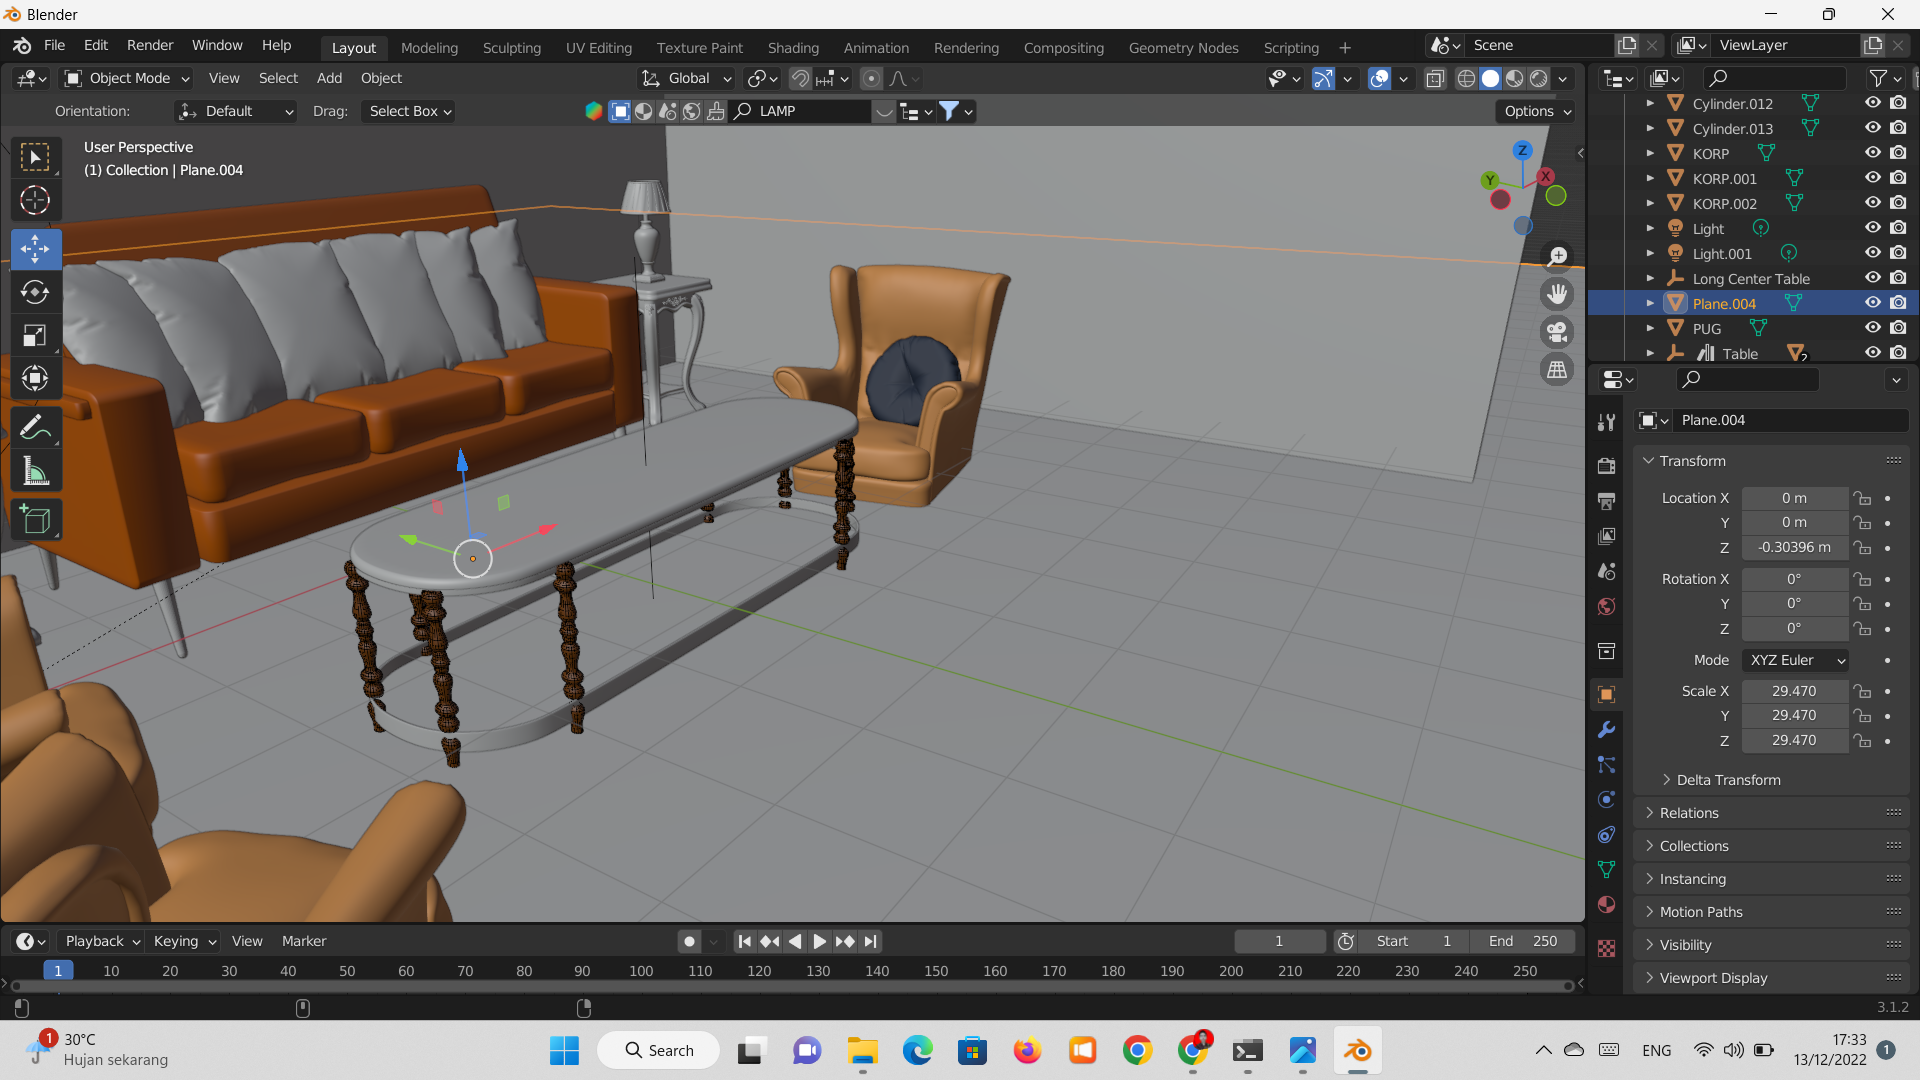 Blender
File Edit Render Window Help Layout Modeling Sculpting UV Editing Texture Paint Shading Animation Rendering Compositing Geometry Nodes Scripting + Scene ViewLayer
Object Mode View Select Add Object Global
Orientation: Default Drag: Select Box LAMP Options
User Perspective
(1) Collection | Plane.004
Z
Y
X
Cylinder.012
Cylinder.013
KORP
KORP.001
KORP.002
Light
Light.001
Long Center Table
Plane.004
PUG
Table 2
Plane.004
Transform
Location X 0 m
Y 0 m
Z -0.30396 m
Rotation X 0°
Y 0°
Z 0°
Mode XYZ Euler
Scale X 29.470
Y 29.470
Z 29.470
Delta Transform
Relations
Collections
Instancing
Motion Paths
Visibility
Viewport Display
Playback Keying View Marker 1 Start 1 End 250
1 10 20 30 40 50 60 70 80 90 100 110 120 130 140 150 160 170 180 190 200 210 220 230 240 250
3.1.2
1 30°C
Hujan sekarang
Search
ENG
17:33
13/12/2022
1